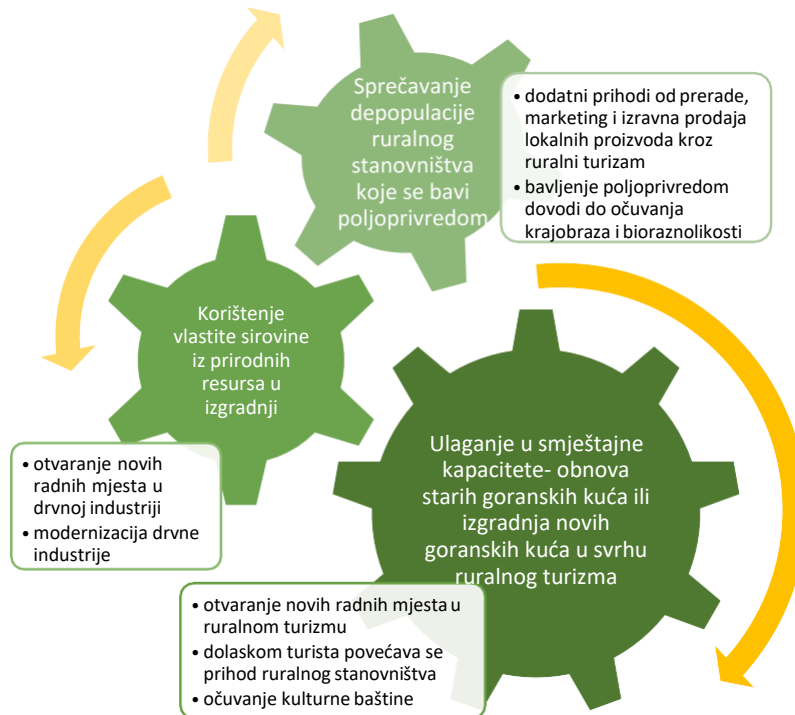 Sprečavanje
depopulacije
ruralnog
stanovništva
koje se bavi
poljoprivredom
• dodatni prihodi od prerade,
marketing i izravna prodaja
lokalnih proizvoda kroz
ruralni turizam
• bavljenje poljoprivredom
dovodi do očuvanja
krajobraza i bioraznolikosti
Korištenje
vlastite sirovine
iz prirodnih
resursa u
izgradnji
• otvaranje novih
radnih mjesta u
drvnoj industriji
• modernizacija drvne
industrije
Ulaganje u smještajne
kapacitete- obnova
starih goranskih kuća ili
izgradnja novih
goranskih kuća u svrhu
ruralnog turizma
• otvaranje novih radnih mjesta u
ruralnom turizmu
• dolaskom turista povećava se
prihod ruralnog stanovništva
• očuvanje kulturne baštine